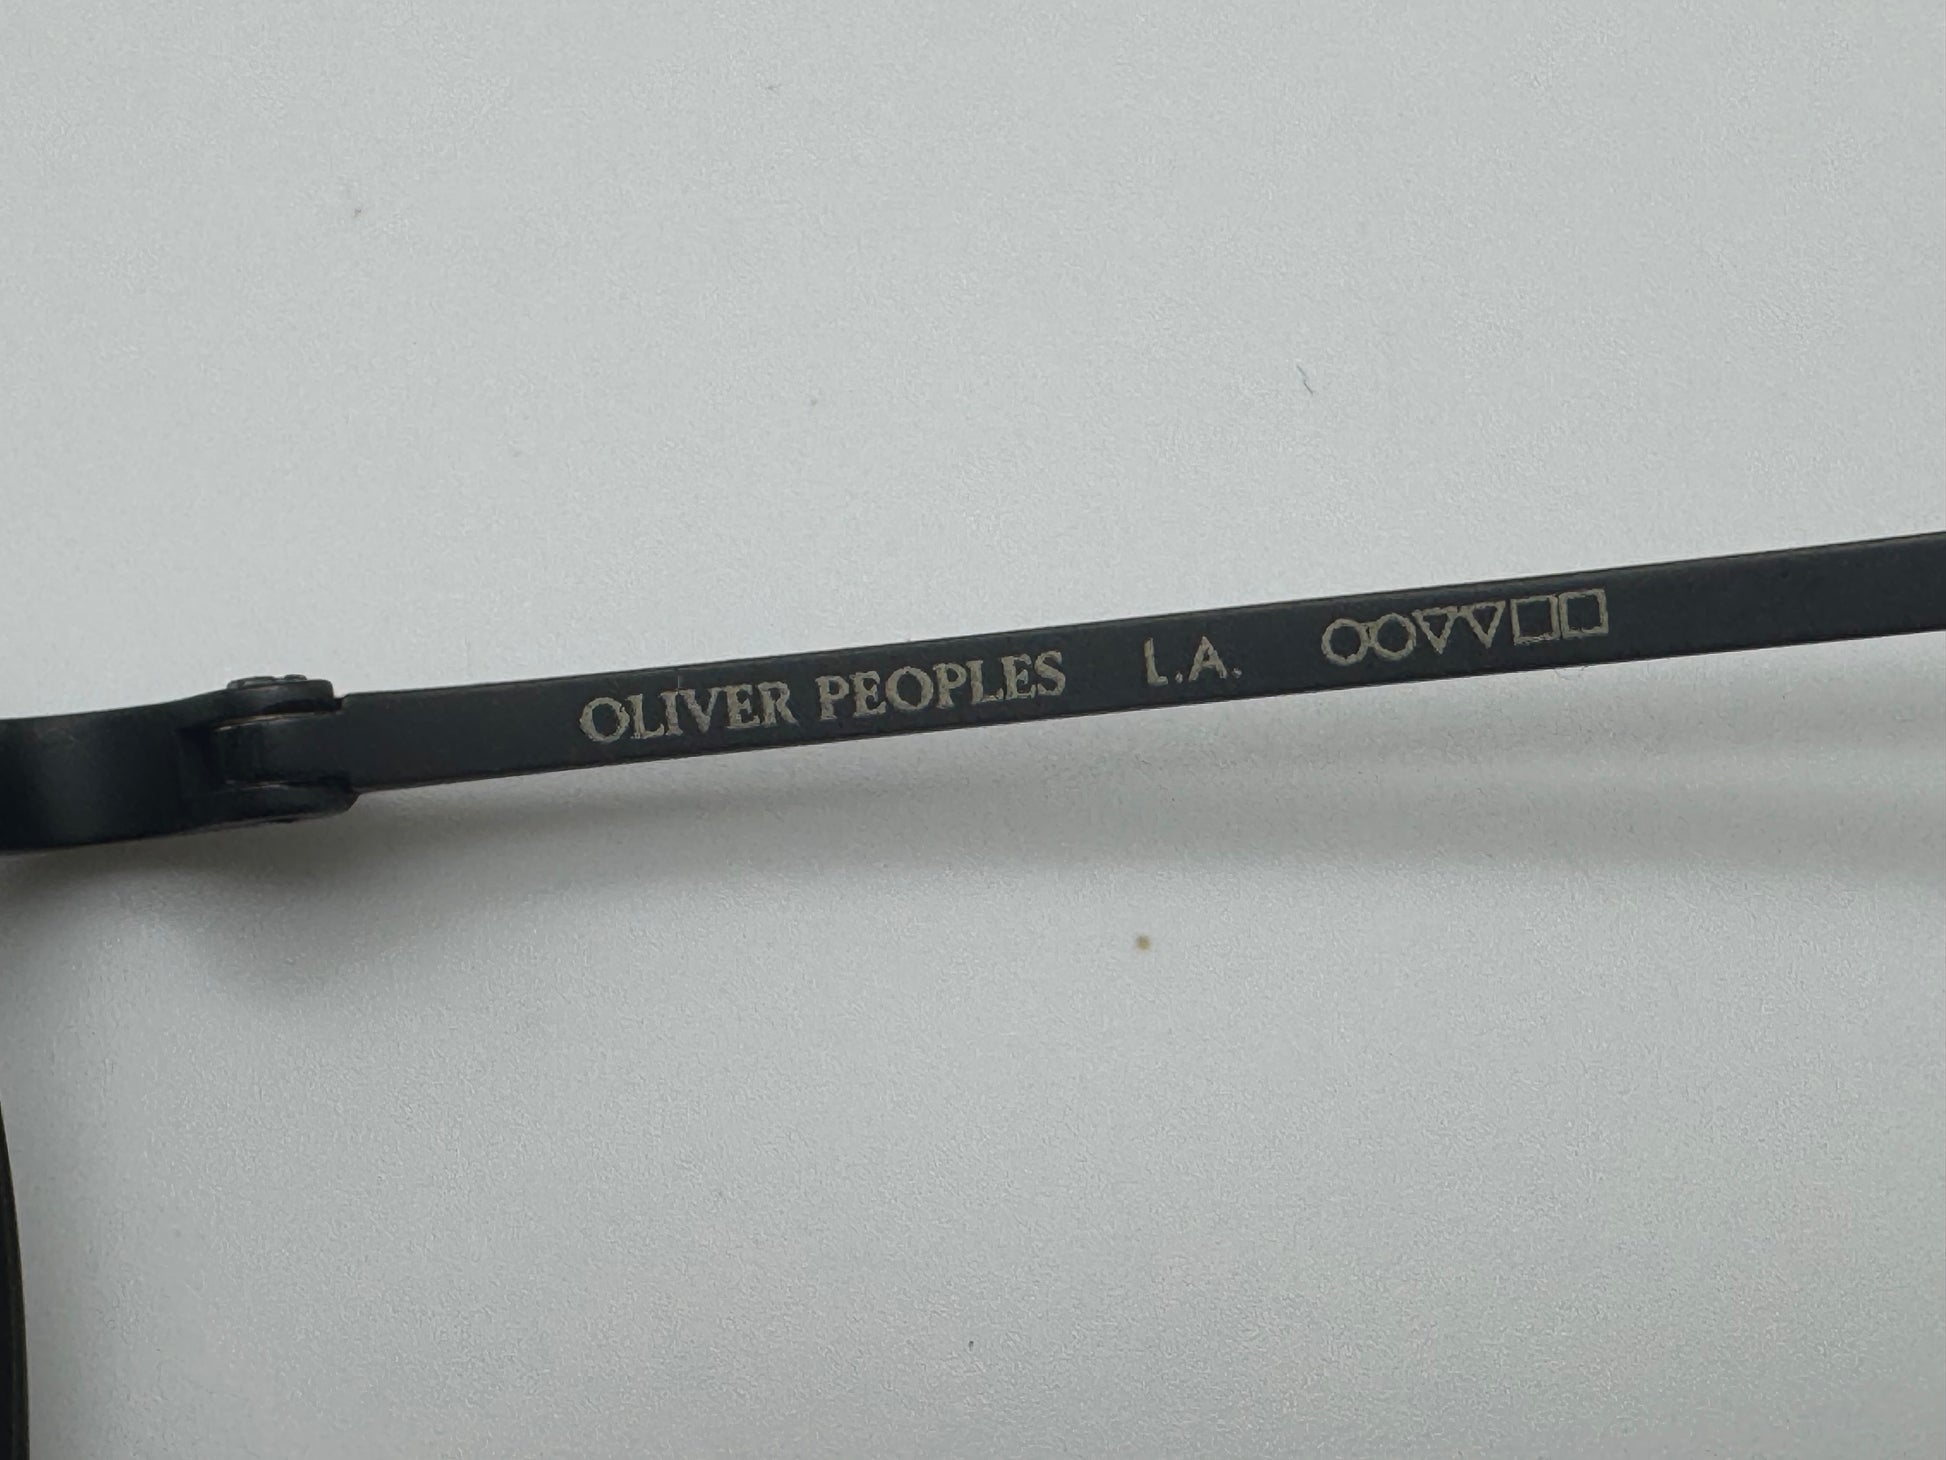 OLIVER PEOPLES L.A. ○○▽▽□□